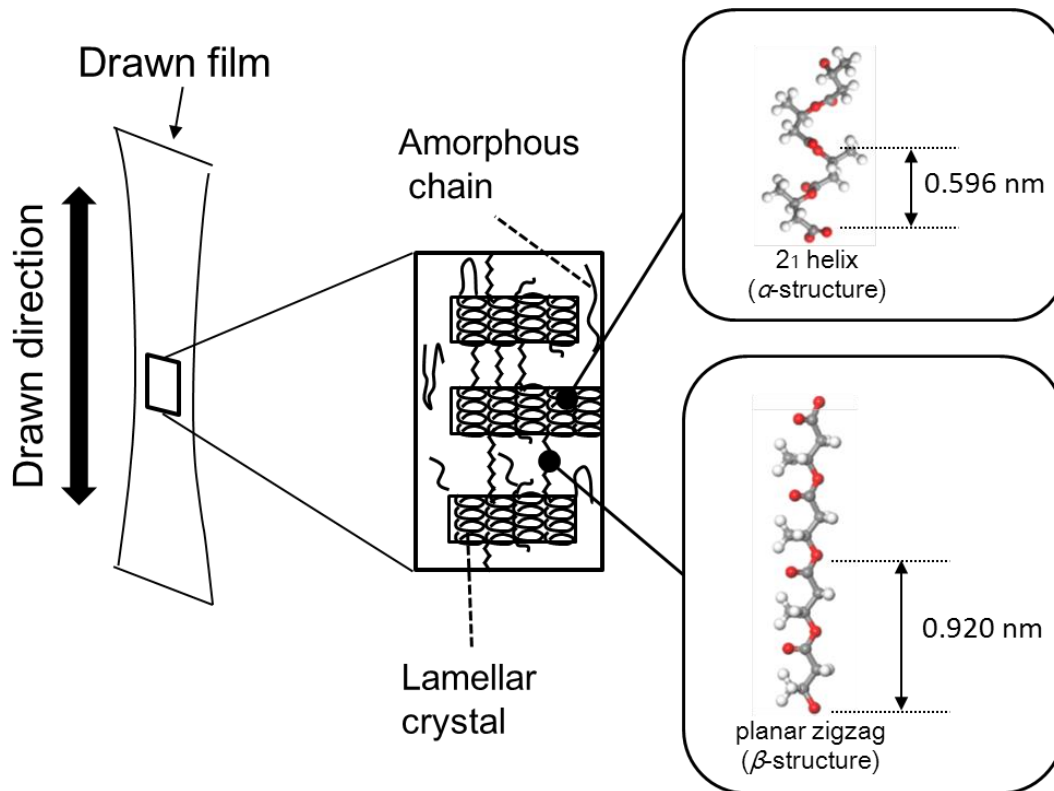 Drawn film
Drawn direction
Amorphous
chain
Lamellar
crystal
0.596 nm
21 helix
(α-structure)
0.920 nm
planar zigzag
(β-structure)